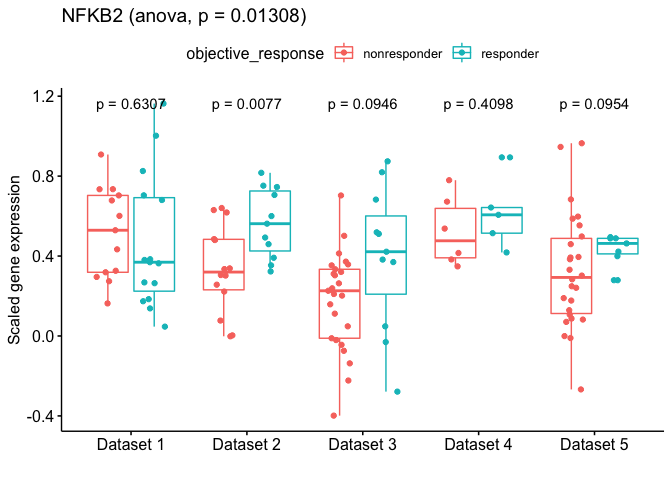 NFKB2 (anova, p = 0.01308)
objective_response nonresponder responder
p = 0.6307 p = 0.0077 p = 0.0946 p = 0.4098 p = 0.0954
1.2
0.8
0.4
0.0
-0.4
Scaled gene expression
Dataset 1 Dataset 2 Dataset 3 Dataset 4 Dataset 5